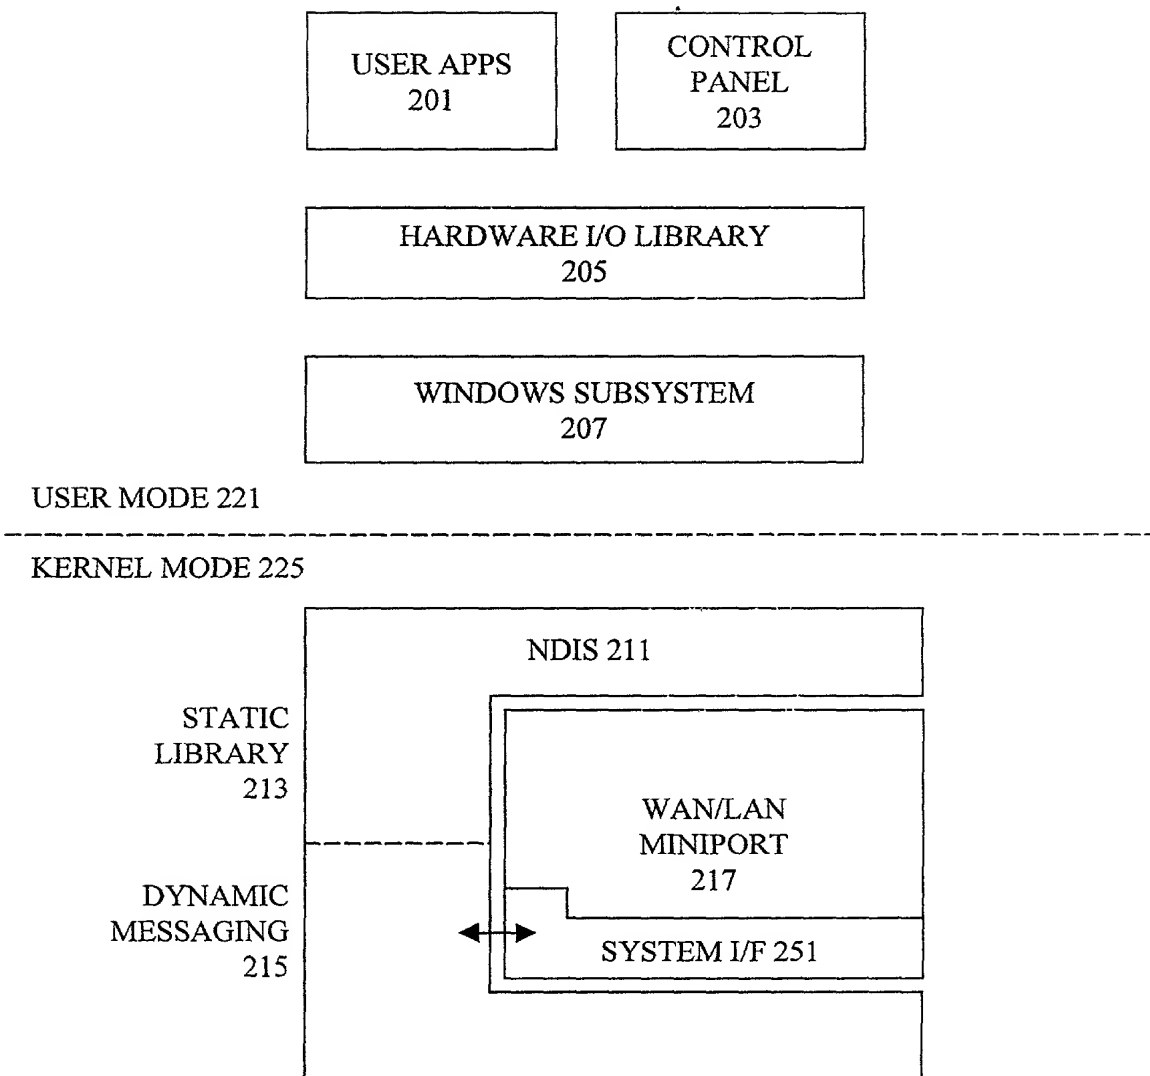 USER APPS
201
CONTROL
PANEL
203
HARDWARE I/O LIBRARY
205
WINDOWS SUBSYSTEM
207
USER MODE 221
KERNEL MODE 225
NDIS 211
STATIC
LIBRARY
213
WAN/LAN
MINIPORT
217
DYNAMIC
MESSAGING
215
SYSTEM I/F 251